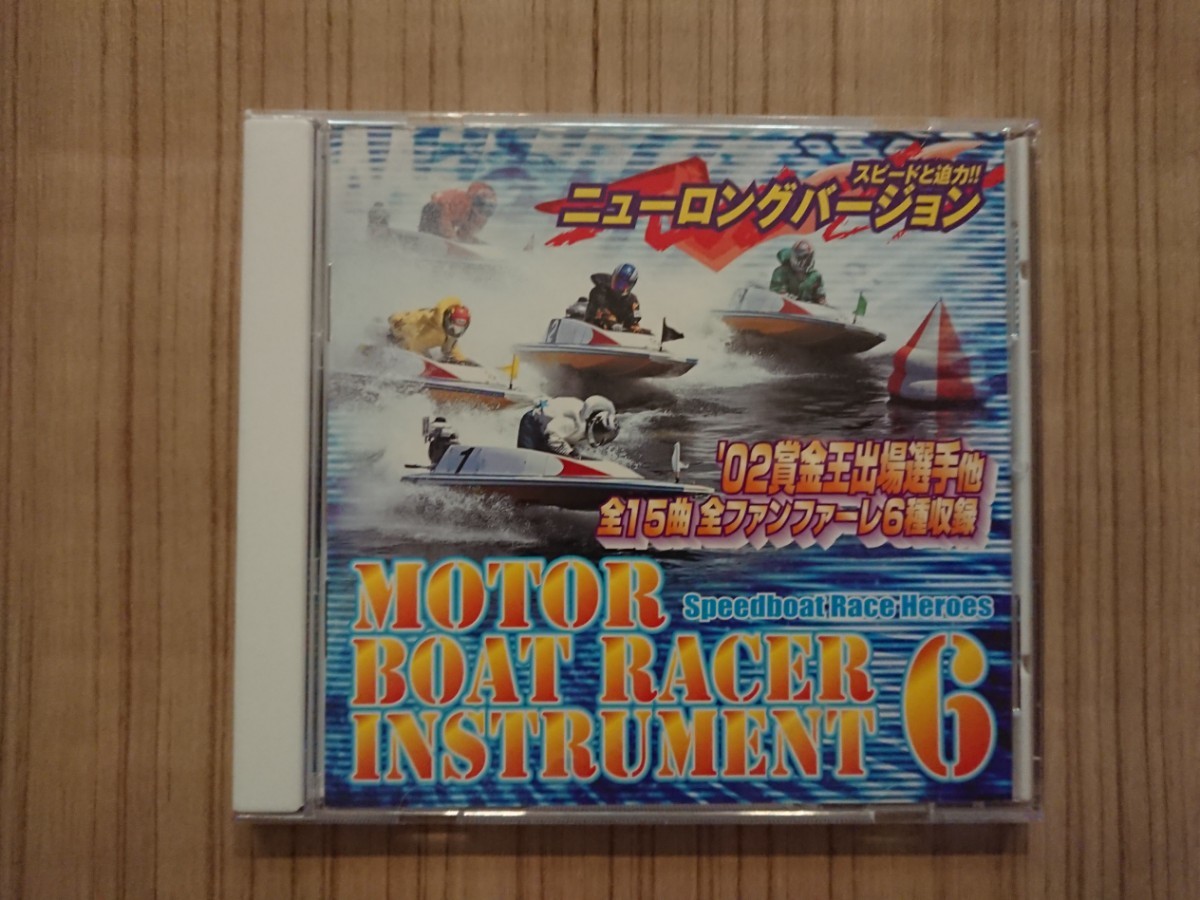 スピードと迫力!!
ニューロングバージョン
2
1
'02賞金王出場選手他
全15曲 全ファンファーレ6種収録
MOTOR
Speedboat Race Heroes
BOAT RACER
INSTRUMENT 6